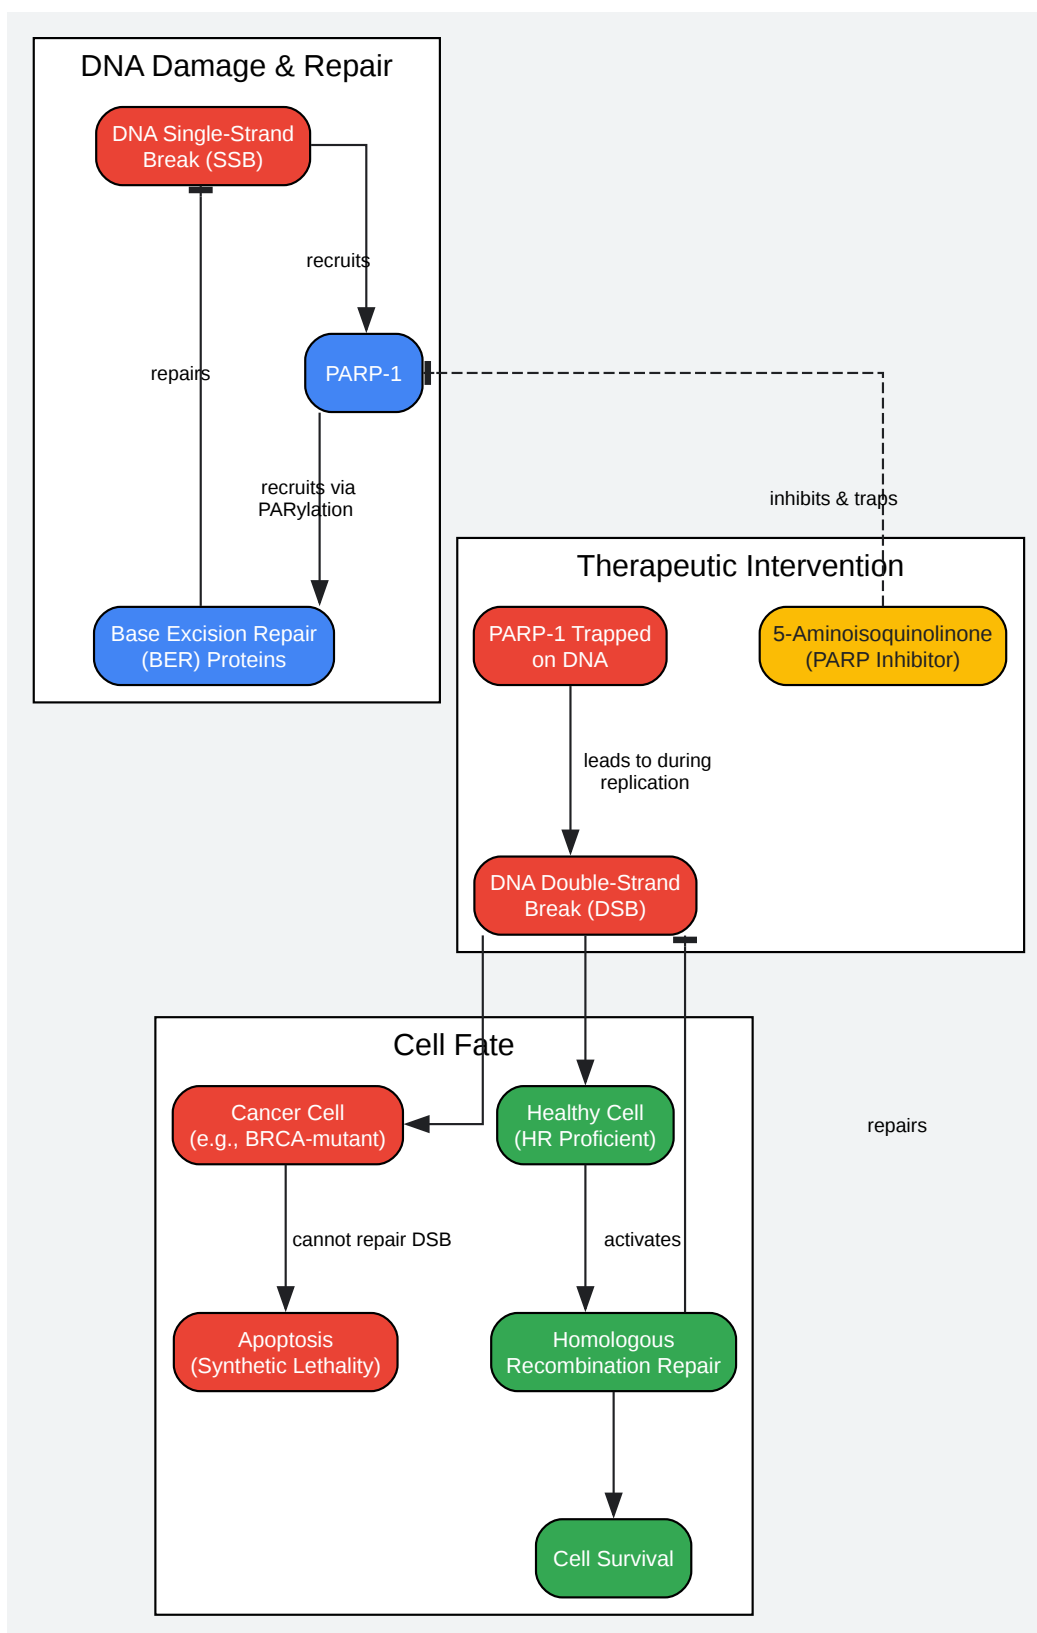 DNA Damage & Repair
DNA Single-Strand
Break (SSB)
recruits
PARP-1
repairs
recruits via
PARylation
Base Excision Repair
(BER) Proteins
inhibits & traps
Therapeutic Intervention
PARP-1 Trapped
on DNA
5-Aminoisoquinolinone
(PARP Inhibitor)
leads to during
replication
DNA Double-Strand
Break (DSB)
Cell Fate
Cancer Cell
(e.g., BRCA-mutant)
Healthy Cell
(HR Proficient)
repairs
cannot repair DSB
activates
Apoptosis
(Synthetic Lethality)
Homologous
Recombination Repair
Cell Survival